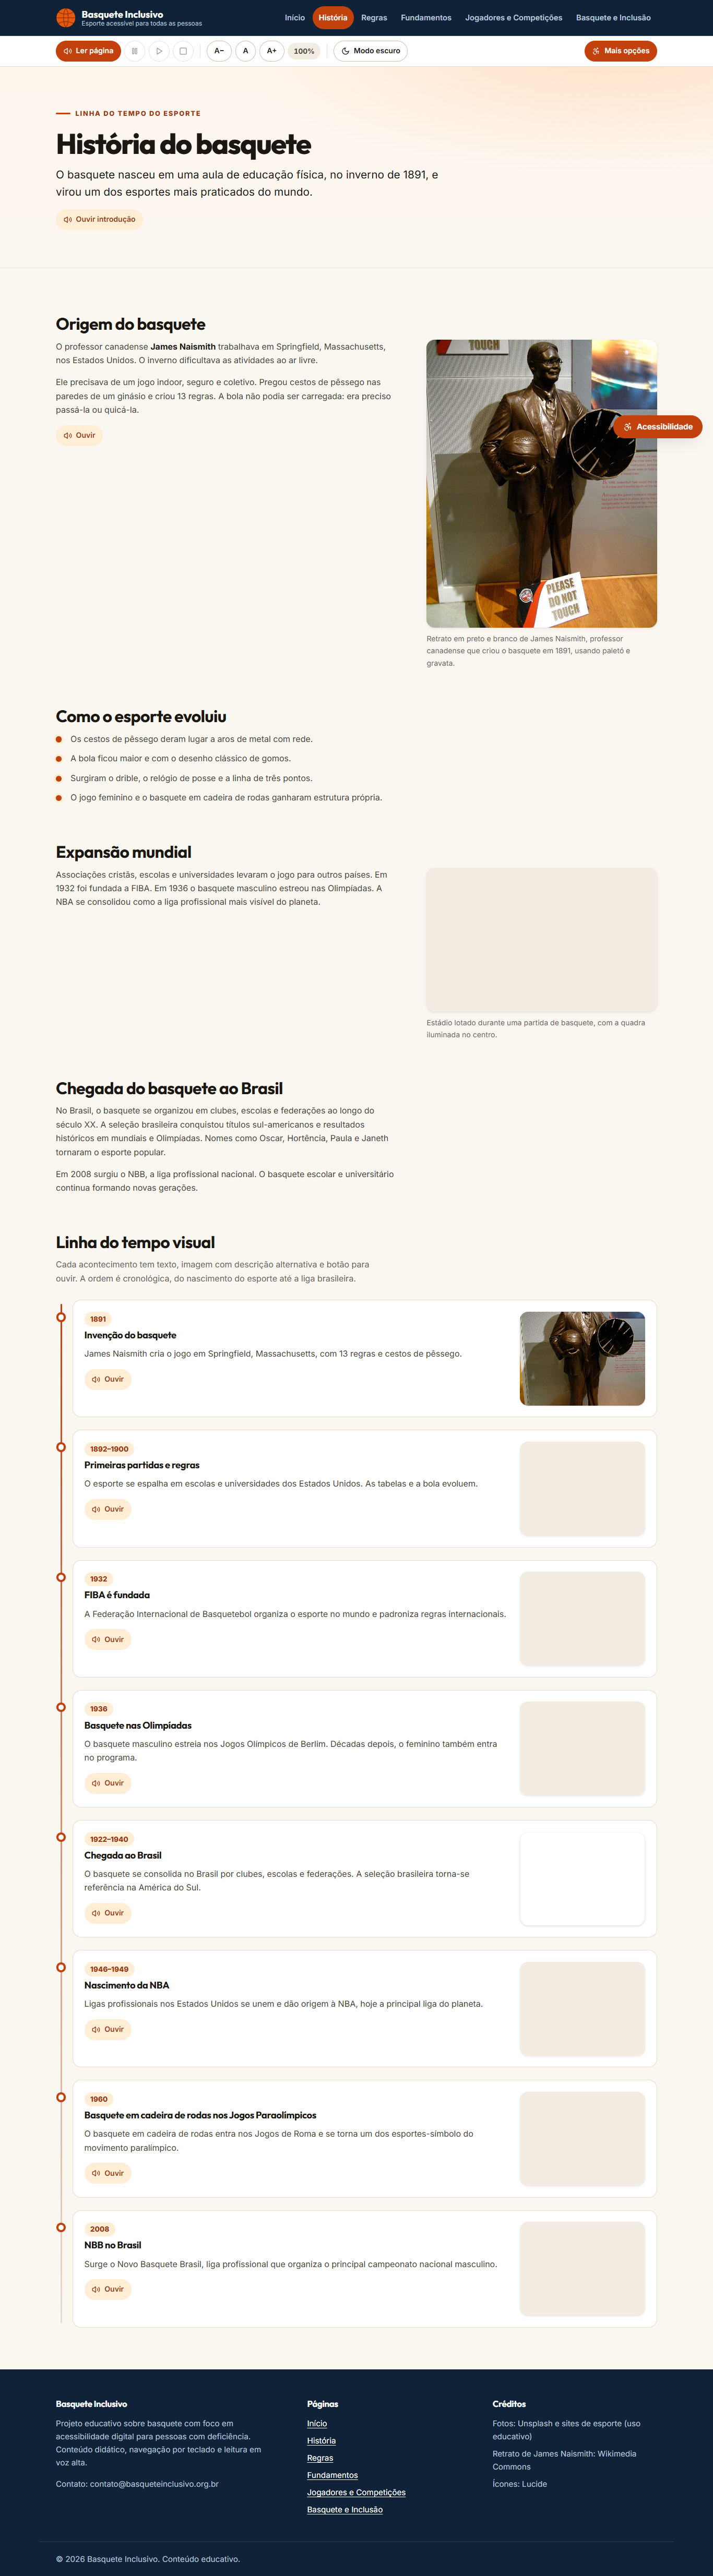 Basquete Inclusivo
Esporte acessível para todas as pessoas
Início
História
Regras
Fundamentos
Jogadores e Competições
Basquete e Inclusão
Ler página
A−
A
A+
100%
Modo escuro
Mais opções
LINHA DO TEMPO DO ESPORTE
História do basquete
O basquete nasceu em uma aula de educação física, no inverno de 1891, e
virou um dos esportes mais praticados do mundo.
Ouvir introdução
Origem do basquete
O professor canadense James Naismith trabalhava em Springfield, Massachusetts,
nos Estados Unidos. O inverno dificultava as atividades ao ar livre.
Ele precisava de um jogo indoor, seguro e coletivo. Pregou cestos de pêssego nas
paredes de um ginásio e criou 13 regras. A bola não podia ser carregada: era preciso
passá-la ou quicá-la.
Ouvir
TOUCH
PLEASE
DO NOT
TOUCH
Acessibilidade
Retrato em preto e branco de James Naismith, professor
canadense que criou o basquete em 1891, usando paletó e
gravata.
Como o esporte evoluiu
Os cestos de pêssego deram lugar a aros de metal com rede.
A bola ficou maior e com o desenho clássico de gomos.
Surgiram o drible, o relógio de posse e a linha de três pontos.
O jogo feminino e o basquete em cadeira de rodas ganharam estrutura própria.
Expansão mundial
Associações cristãs, escolas e universidades levaram o jogo para outros países. Em
1932 foi fundada a FIBA. Em 1936 o basquete masculino estreou nas Olimpíadas. A
NBA se consolidou como a liga profissional mais visível do planeta.
Estádio lotado durante uma partida de basquete, com a quadra
iluminada no centro.
Chegada do basquete ao Brasil
No Brasil, o basquete se organizou em clubes, escolas e federações ao longo do
século XX. A seleção brasileira conquistou títulos sul-americanos e resultados
históricos em mundiais e Olimpíadas. Nomes como Oscar, Hortência, Paula e Janeth
tornaram o esporte popular.
Em 2008 surgiu o NBB, a liga profissional nacional. O basquete escolar e universitário
continua formando novas gerações.
Linha do tempo visual
Cada acontecimento tem texto, imagem com descrição alternativa e botão para
ouvir. A ordem é cronológica, do nascimento do esporte até a liga brasileira.
1891
Invenção do basquete
James Naismith cria o jogo em Springfield, Massachusetts, com 13 regras e cestos de pêssego.
Ouvir
1892–1900
Primeiras partidas e regras
O esporte se espalha em escolas e universidades dos Estados Unidos. As tabelas e a bola evoluem.
Ouvir
1932
FIBA é fundada
A Federação Internacional de Basquetebol organiza o esporte no mundo e padroniza regras internacionais.
Ouvir
1936
Basquete nas Olimpíadas
O basquete masculino estreia nos Jogos Olímpicos de Berlim. Décadas depois, o feminino também entra
no programa.
Ouvir
1922–1940
Chegada ao Brasil
O basquete se consolida no Brasil por clubes, escolas e federações. A seleção brasileira torna-se
referência na América do Sul.
Ouvir
1946–1949
Nascimento da NBA
Ligas profissionais nos Estados Unidos se unem e dão origem à NBA, hoje a principal liga do planeta.
Ouvir
1960
Basquete em cadeira de rodas nos Jogos Paraolímpicos
O basquete em cadeira de rodas entra nos Jogos de Roma e se torna um dos esportes-símbolo do
movimento paralímpico.
Ouvir
2008
NBB no Brasil
Surge o Novo Basquete Brasil, liga profissional que organiza o principal campeonato nacional masculino.
Ouvir
Basquete Inclusivo
Projeto educativo sobre basquete com foco em
acessibilidade digital para pessoas com deficiência.
Conteúdo didático, navegação por teclado e leitura em
voz alta.
Contato: contato@basqueteinclusivo.org.br
Páginas
Início
História
Regras
Fundamentos
Jogadores e Competições
Basquete e Inclusão
Créditos
Fotos: Unsplash e sites de esporte (uso
educativo)
Retrato de James Naismith: Wikimedia
Commons
Ícones: Lucide
© 2026 Basquete Inclusivo. Conteúdo educativo.